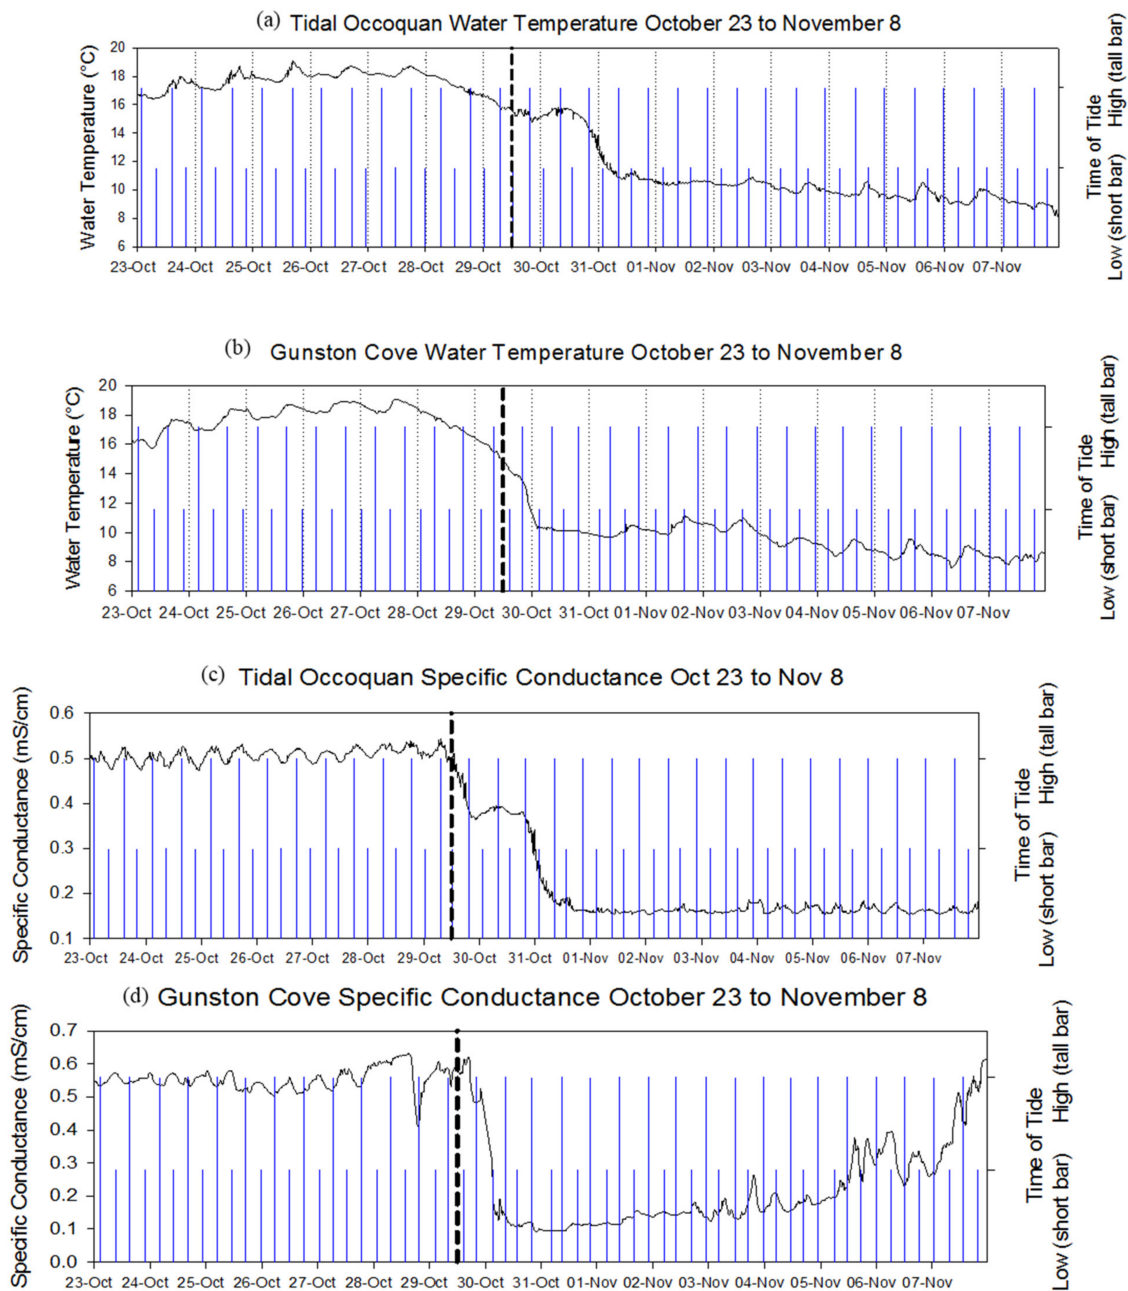 (a) Tidal Occoquan Water Temperature October 23 to November 8
Water Temperature (°C)
20
18
16
14
12
10
8
6
23-Oct 24-Oct 25-Oct 26-Oct 27-Oct 28-Oct 29-Oct 30-Oct 31-Oct 01-Nov 02-Nov 03-Nov 04-Nov 05-Nov 06-Nov 07-Nov
Time of Tide
Low (short bar) High (tall bar)
(b) Gunston Cove Water Temperature October 23 to November 8
Water Temperature (°C)
20
18
16
14
12
10
8
6
23-Oct 24-Oct 25-Oct 26-Oct 27-Oct 28-Oct 29-Oct 30-Oct 31-Oct 01-Nov 02-Nov 03-Nov 04-Nov 05-Nov 06-Nov 07-Nov
Time of Tide
Low (short bar) High (tall bar)
(c) Tidal Occoquan Specific Conductance Oct 23 to Nov 8
Specific Conductance (mS/cm)
0.6
0.5
0.4
0.3
0.2
0.1
23-Oct 24-Oct 25-Oct 26-Oct 27-Oct 28-Oct 29-Oct 30-Oct 31-Oct 01-Nov 02-Nov 03-Nov 04-Nov 05-Nov 06-Nov 07-Nov
Time of Tide
Low (short bar) High (tall bar)
(d) Gunston Cove Specific Conductance October 23 to November 8
Specific Conductance (mS/cm)
0.7
0.6
0.5
0.4
0.3
0.2
0.1
0.0
23-Oct 24-Oct 25-Oct 26-Oct 27-Oct 28-Oct 29-Oct 30-Oct 31-Oct 01-Nov 02-Nov 03-Nov 04-Nov 05-Nov 06-Nov 07-Nov
Time of Tide
Low (short bar) High (tall bar)